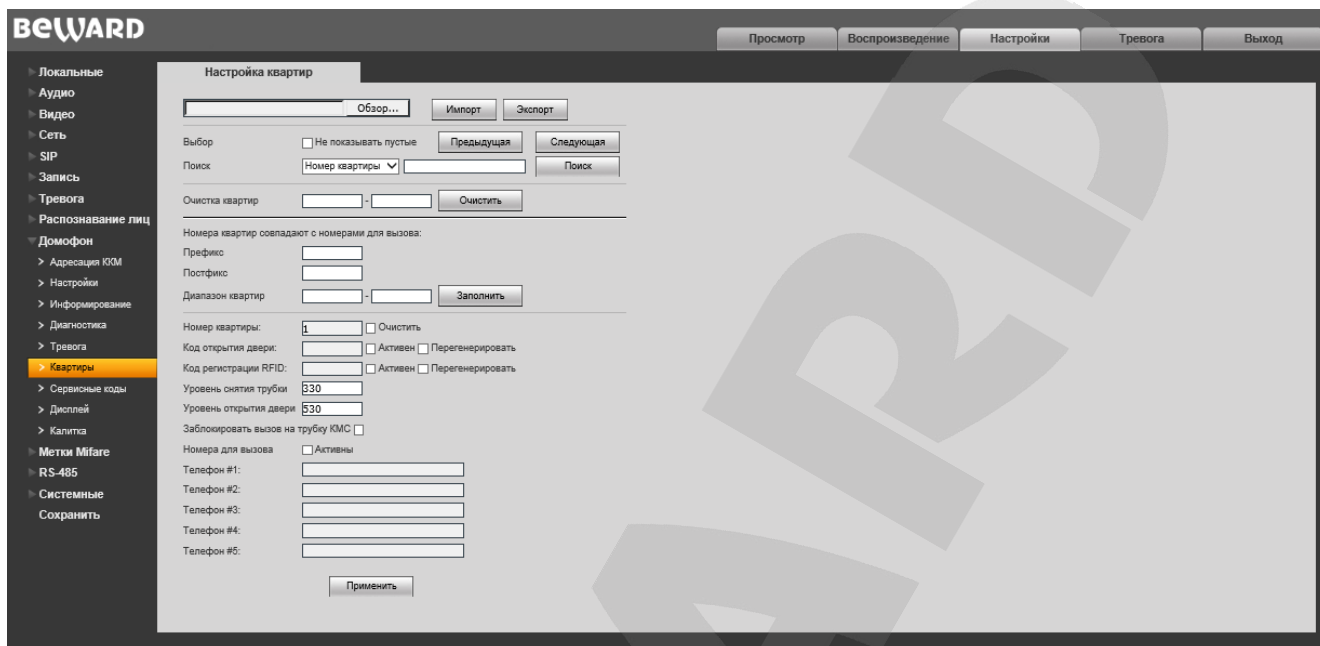 BEWARD
Просмотр
Воспроизведение
Настройки
Тревога
Выход
Локальные
Аудио
Видео
Сеть
SIP
Запись
Тревога
Распознавание лиц
Домофон
Адресация ККМ
Настройки
Информирование
Диагностика
Тревога
Квартиры
Сервисные коды
Дисплей
Калитка
Метки Mifare
RS-485
Системные
Сохранить
Настройка квартир
Обзор... Импорт Экспорт
Выбор Не показывать пустые Предыдущая Следующая
Поиск Номер квартиры Поиск
Очистка квартир - Очистить
Номера квартир совпадают с номерами для вызова:
Префикс
Постфикс
Диапазон квартир - Заполнить
Номер квартиры: 1 Очистить
Код открытия двери: Активен Перегенерировать
Код регистрации RFID: Активен Перегенерировать
Уровень снятия трубки 330
Уровень открытия двери 530
Заблокировать вызов на трубку КМС
Номера для вызова Активны
Телефон #1:
Телефон #2:
Телефон #3:
Телефон #4:
Телефон #5:
Применить